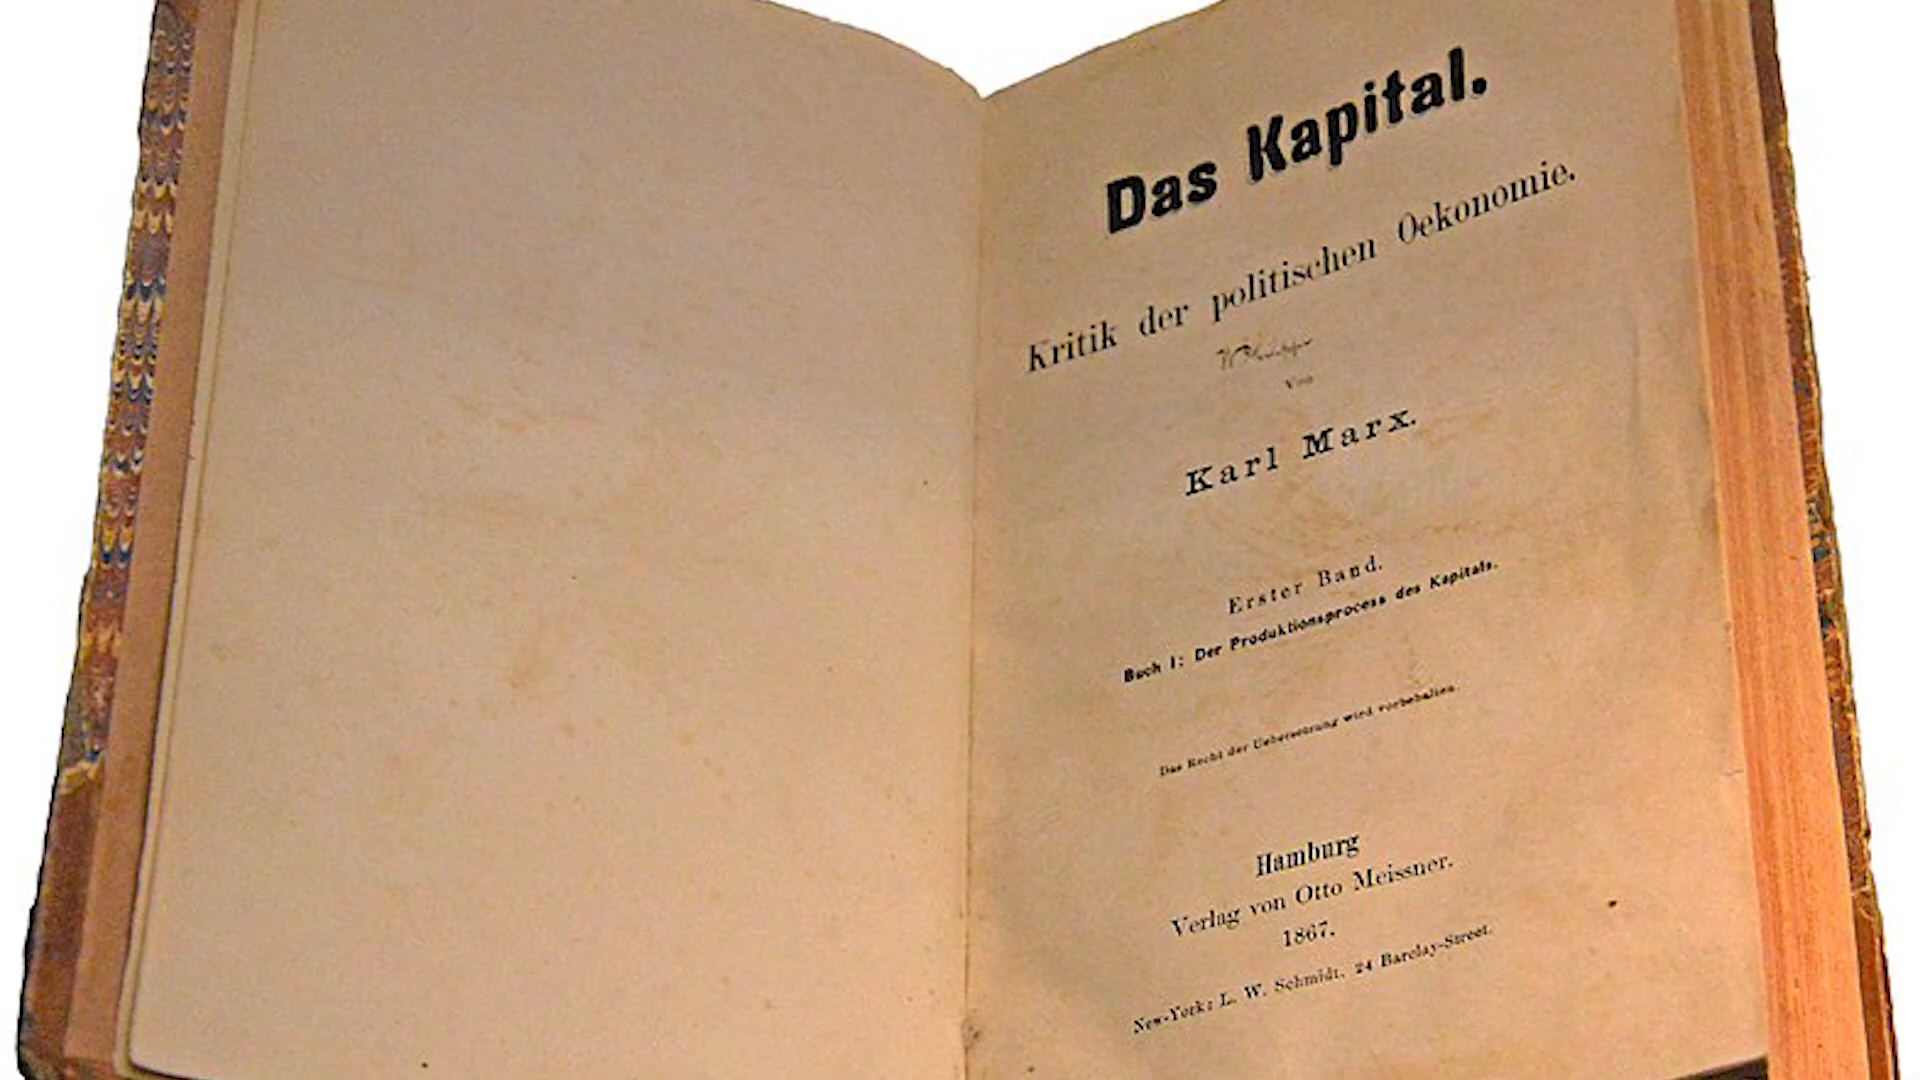 Das Kapital.
Kritik der politischen Oekonomie.
Von
Karl Marx.
Erster Band.
Buch I: Der Produktionsprocess des Kapitals.
Das Recht der Uebersetzung wird vorbehalten.
Hamburg
Verlag von Otto Meissner.
1867.
New-York: L. W. Schmidt. 24 Barclay-Street.